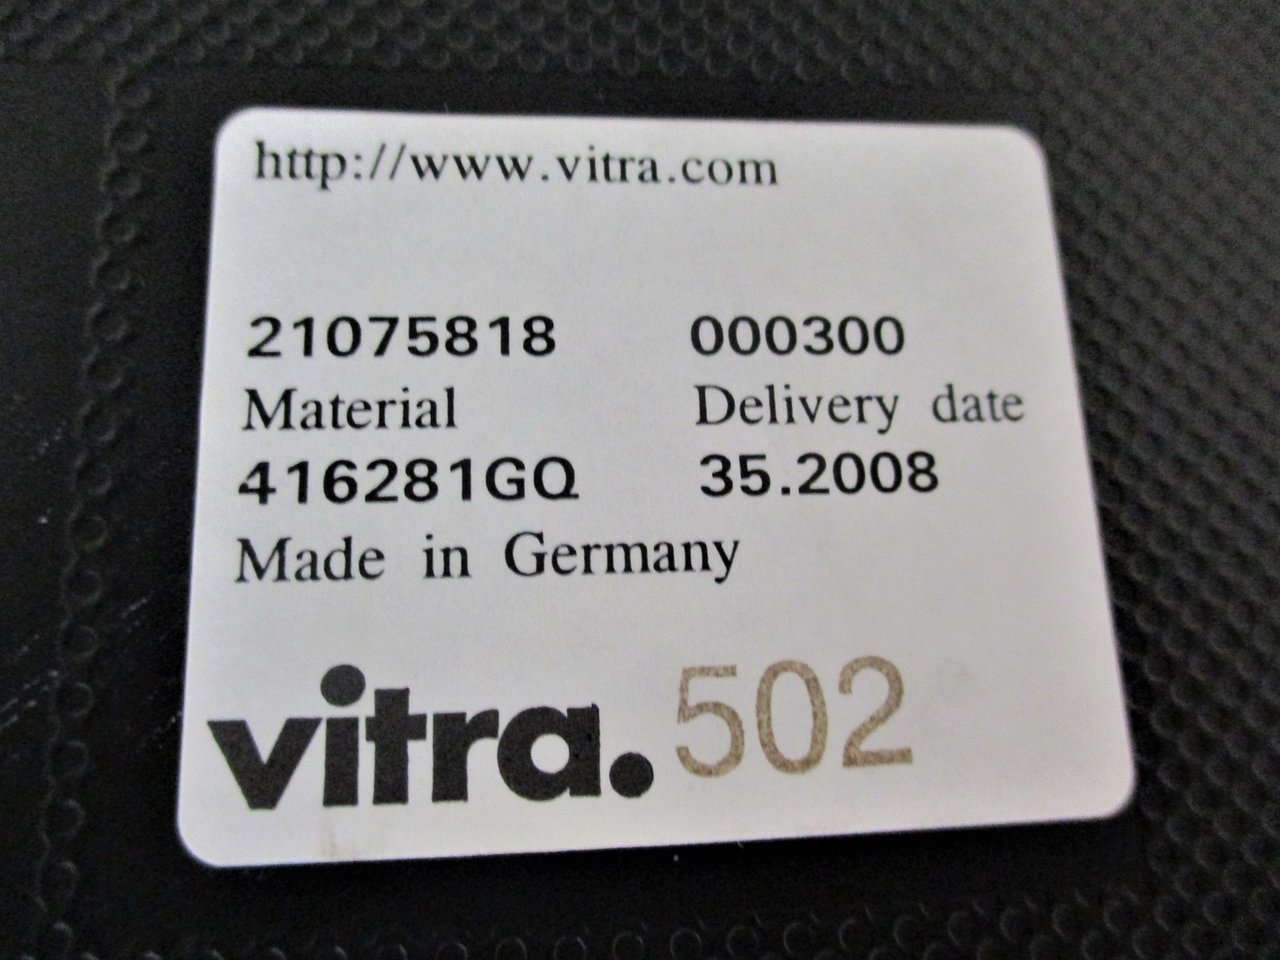 http://www.vitra.com
21075818 000300
Material Delivery date
416281GQ 35.2008
Made in Germany
vitra. 502